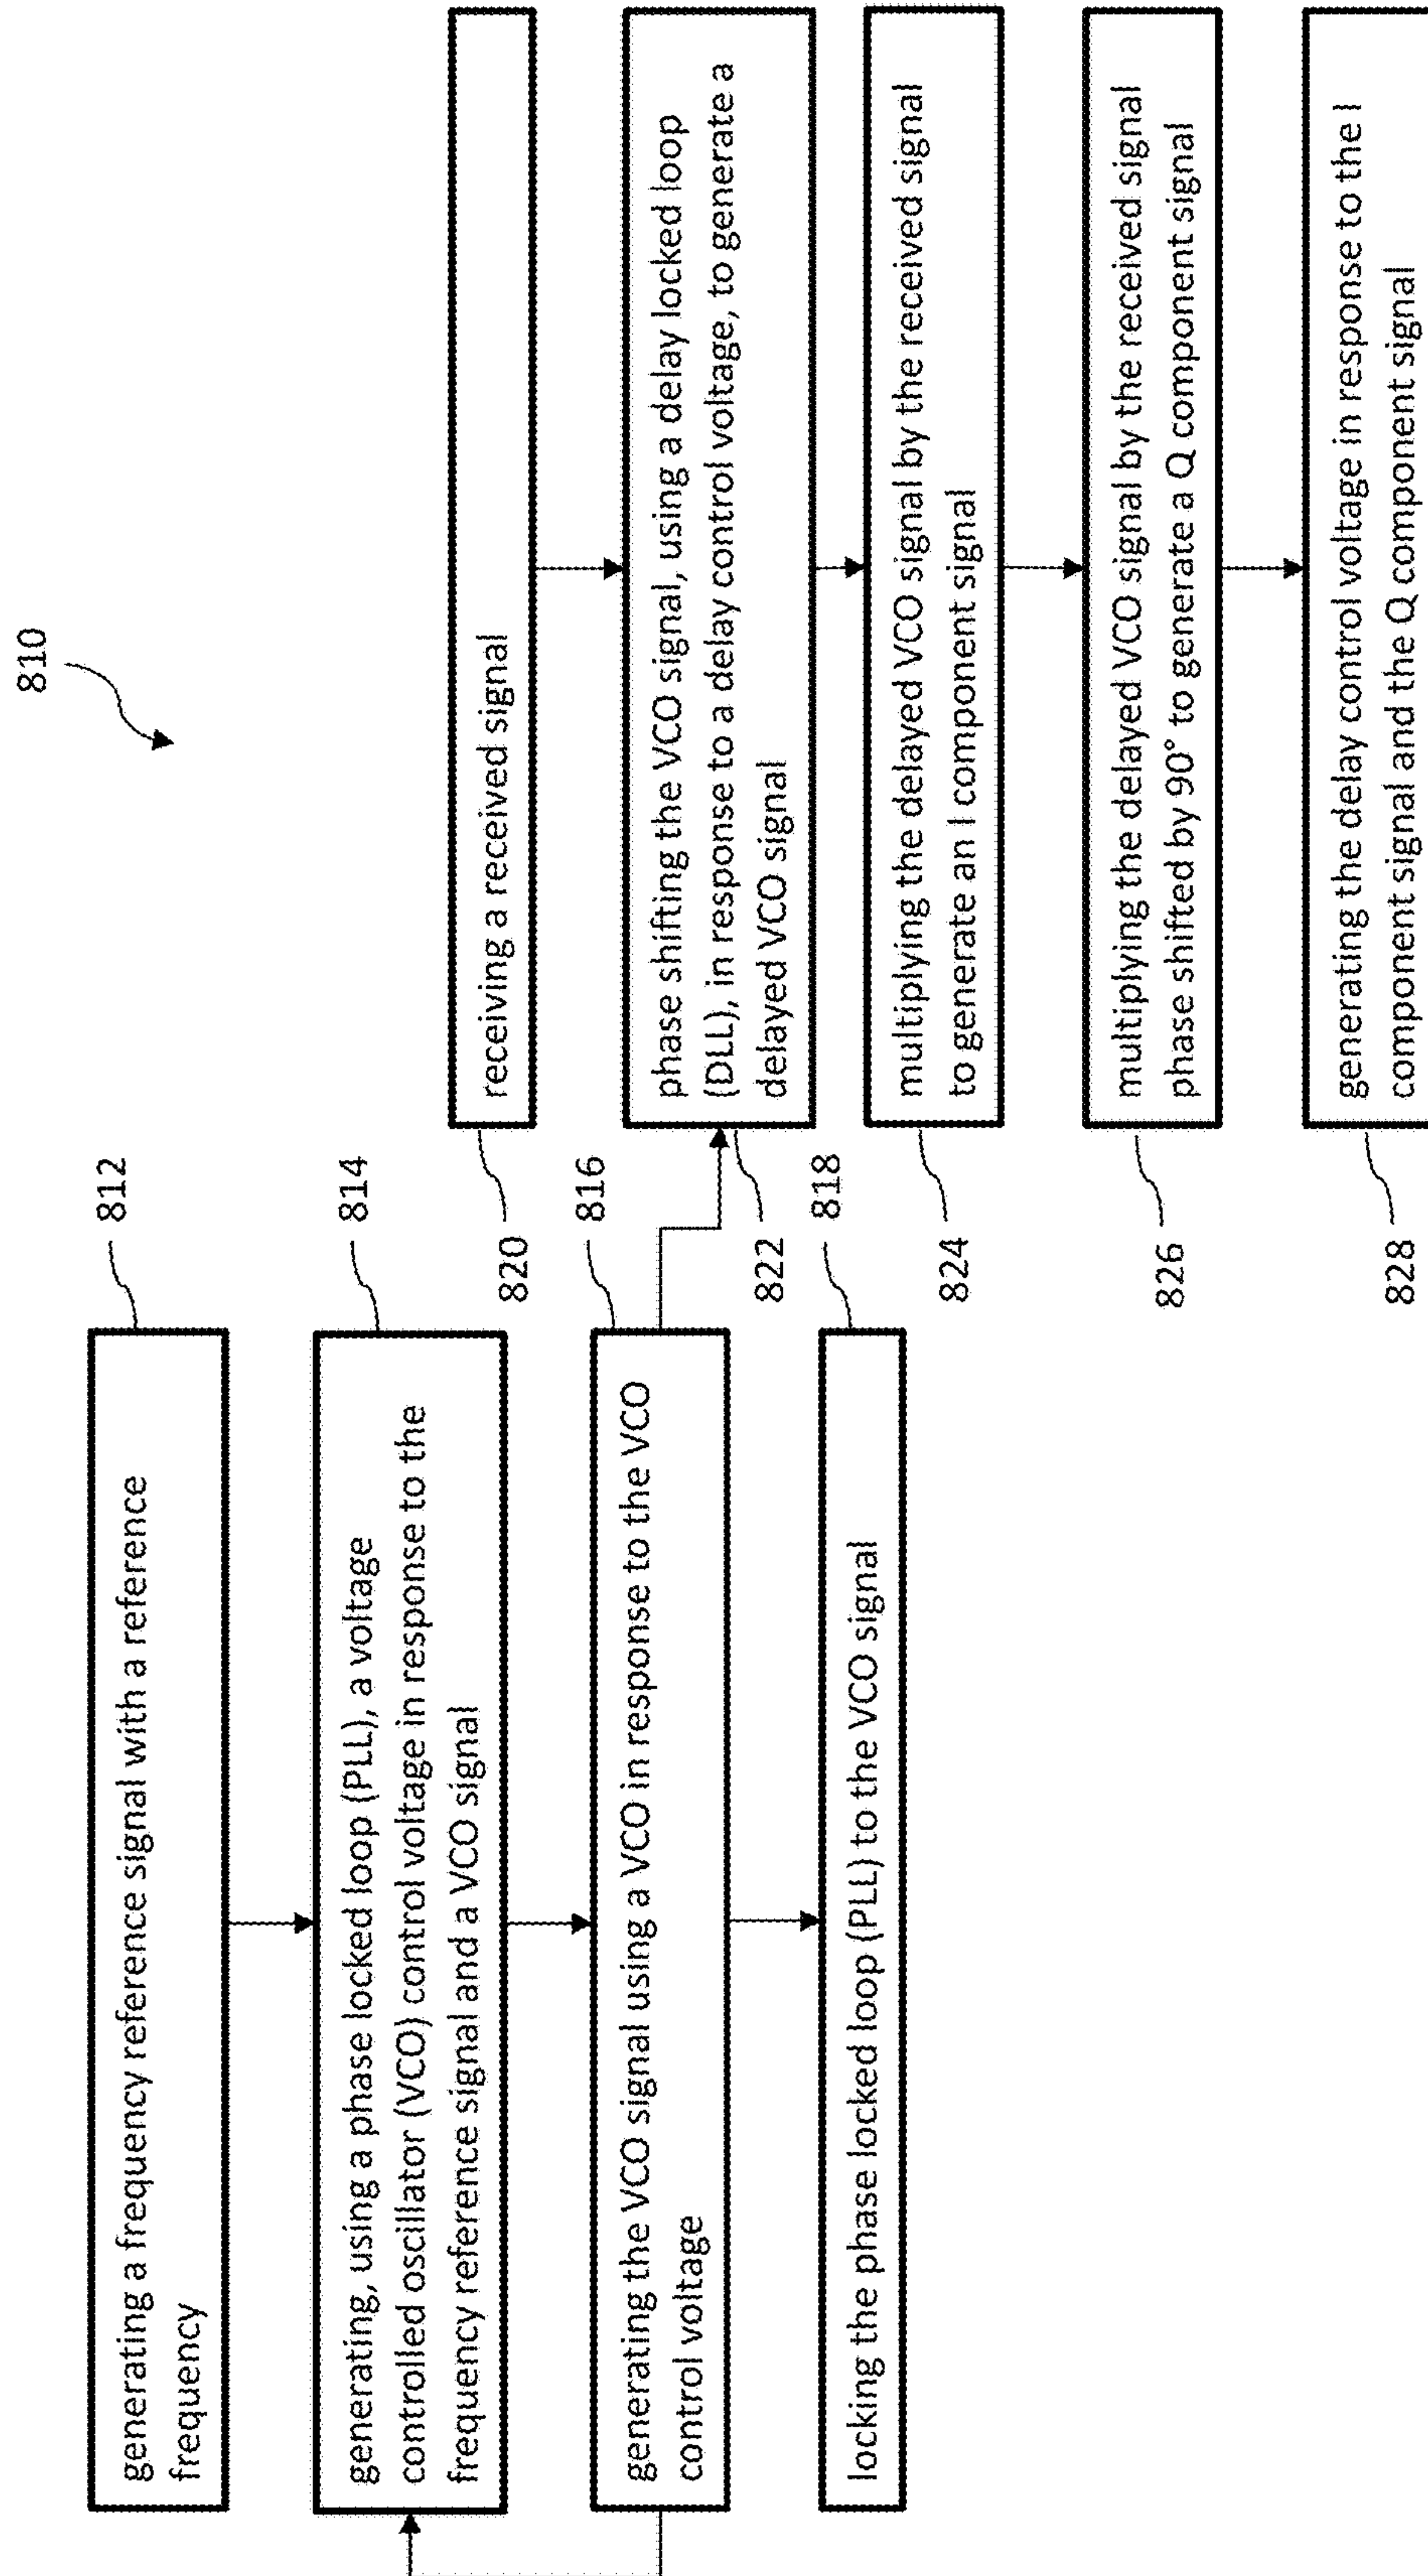 810
812
generating a frequency reference signal with a reference
frequency
814
generating, using a phase locked loop (PLL), a voltage
controlled oscillator (VCO) control voltage in response to the
frequency reference signal and a VCO signal
816
generating the VCO signal using a VCO in response to the VCO
control voltage
818
locking the phase locked loop (PLL) to the VCO signal
820
receiving a received signal
822
phase shifting the VCO signal, using a delay locked loop
(DLL), in response to a delay control voltage, to generate a
delayed VCO signal
824
multiplying the delayed VCO signal by the received signal
to generate an I component signal
826
multiplying the delayed VCO signal by the received signal
phase shifted by 90° to generate a Q component signal
828
generating the delay control voltage in response to the I
component signal and the Q component signal